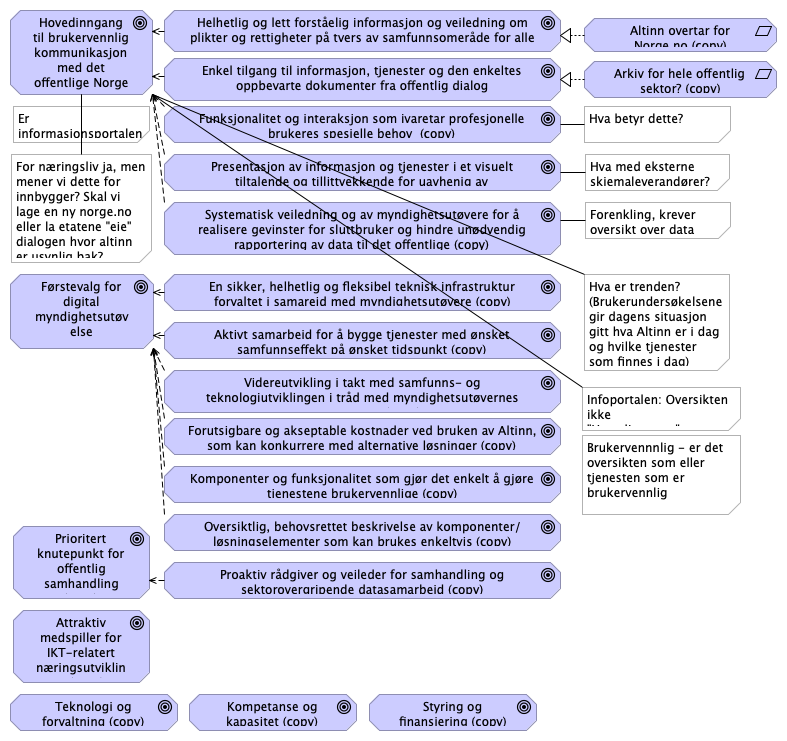 Hovedinngang
til brukervennlig
kommunikasjon
med det
offentlige Norge
Helhetlig og lett forståelig informasjon og veiledning om
plikter og rettigheter på tvers av samfunnsområde for alle
Altinn overtar for
Norge.no (copy)
Enkel tilgang til informasjon, tjenester og den enkeltes
oppbevarte dokumenter fra offentlig dialog
Arkiv for hele offentlig
sektor? (copy)
Er
informasjonsportalen
Funksjonalitet og interaksjon som ivaretar profesjonelle
brukeres spesielle behov (copy)
Hva betyr dette?
For næringsliv ja, men
mener vi dette for
innbygger? Skal vi
lage en ny norge.no
eller la etatene "eie"
dialogen hvor altinn
er usynlig bak?
Presentasjon av informasjon og tjenester i et visuelt
tiltalende og tillittvekkende for uavhenig av
Hva med eksterne
skjemaleverandører?
Systematisk veiledning og av myndighetsutøvere for å
realisere gevinster for sluttbruker og hindre unødvendig
rapportering av data til det offentlige (copy)
Forenkling, krever
oversikt over data
Førstevalg for
digital
myndighetsutøv
else
En sikker, helhetlig og fleksibel teknisk infrastruktur
forvaltet i samareid med myndighetsutøvere (copy)
Hva er trenden?
(Brukerundersøkelsene
gir dagens situasjon
gitt hva Altinn er i dag
og hvilke tjenester
som finnes i dag)
Aktivt samarbeid for å bygge tjenester med ønsket
samfunnseffekt på ønsket tidspunkt (copy)
Videreutvikling i takt med samfunns- og
teknologiutviklingen i tråd med myndighetsutøvernes
Infoportalen: Oversikten
ikke
Forutsigbare og akseptable kostnader ved bruken av Altinn,
som kan konkurrere med alternative løsninger (copy)
Brukervennnlig - er det
oversikten som eller
tjenesten som er
brukervennlig
Komponenter og funksjonalitet som gjør det enkelt å gjøre
tjenestene brukervennlige (copy)
Oversiktlig, behovsrettet beskrivelse av komponenter/
løsningselementer som kan brukes enkeltvis (copy)
Prioritert
knutepunkt for
offentlig
samhandling
Proaktiv rådgiver og veileder for samhandling og
sektorovergripende datasamarbeid (copy)
Attraktiv
medspiller for
IKT-relatert
næringsutviklin
Teknologi og
forvaltning (copy)
Kompetanse og
kapasitet (copy)
Styring og
finansiering (copy)